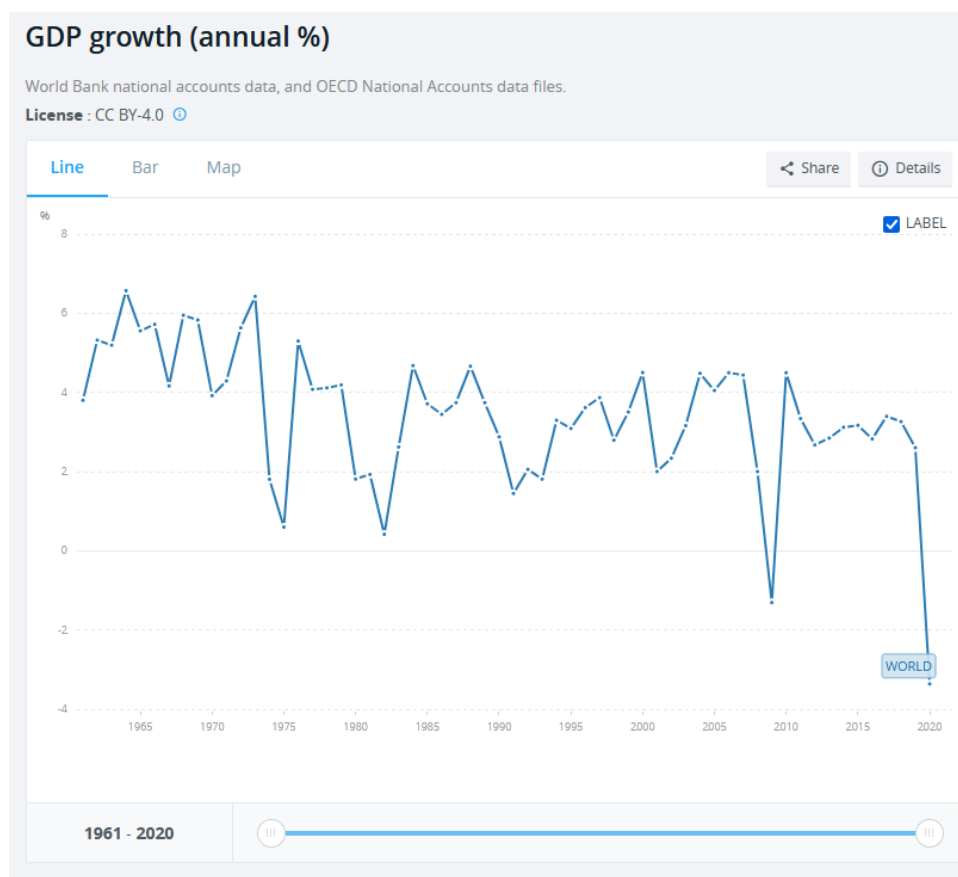 GDP growth (annual %)
World Bank national accounts data, and OECD National Accounts data files.
License : CC BY-4.0
Line Bar Map Share Details
%
LABEL
8
6
4
2
0
-2
WORLD
-4
1965 1970 1975 1980 1985 1990 1995 2000 2005 2010 2015 2020
1961 - 2020